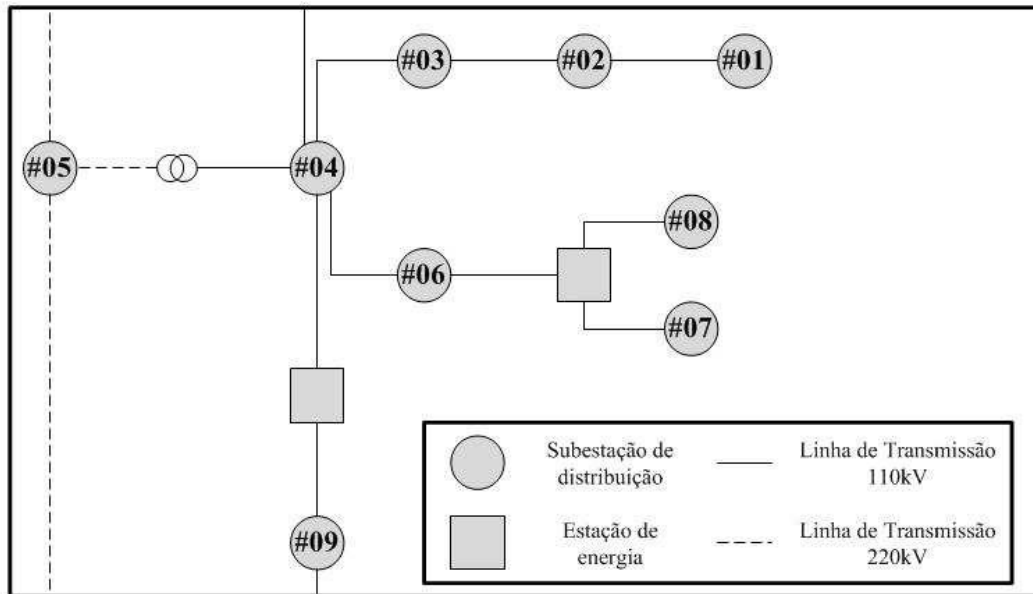 #03
#02
#01
#05
#04
#08
#06
#07
#09
Subestação de
distribuição
Linha de Transmissão
110kV
Estação de
energia
Linha de Transmissão
220kV